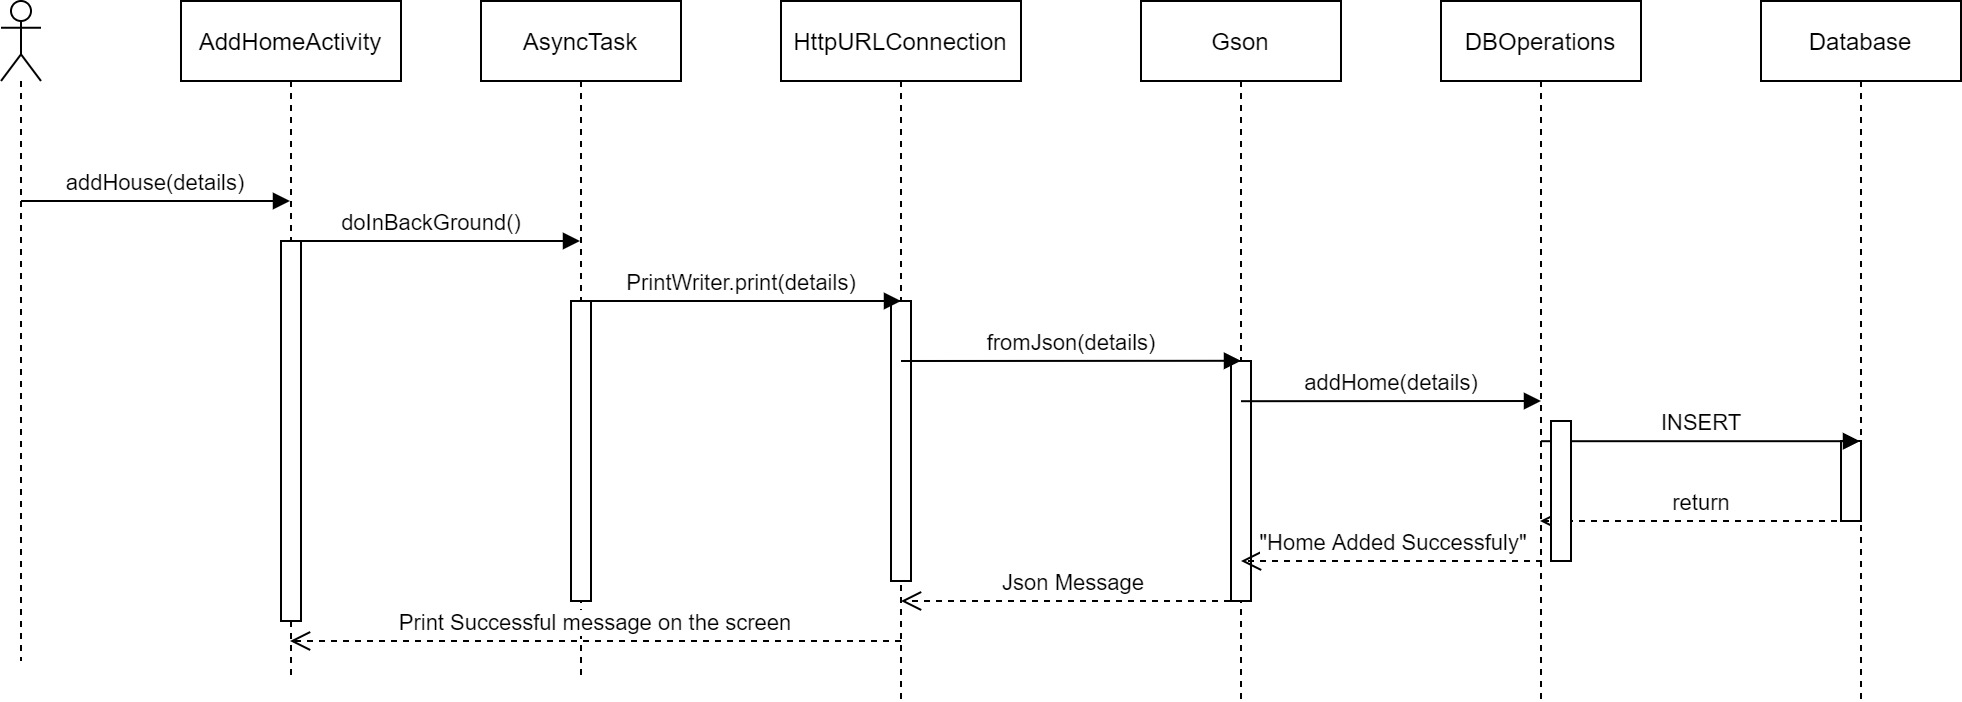 AddHomeActivity
AsyncTask
HttpURLConnection
Gson
DBOperations
Database
addHouse(details)
doInBackGround()
PrintWriter.print(details)
fromJson(details)
addHome(details)
INSERT
return
"Home Added Successfuly"
Json Message
Print Successful message on the screen